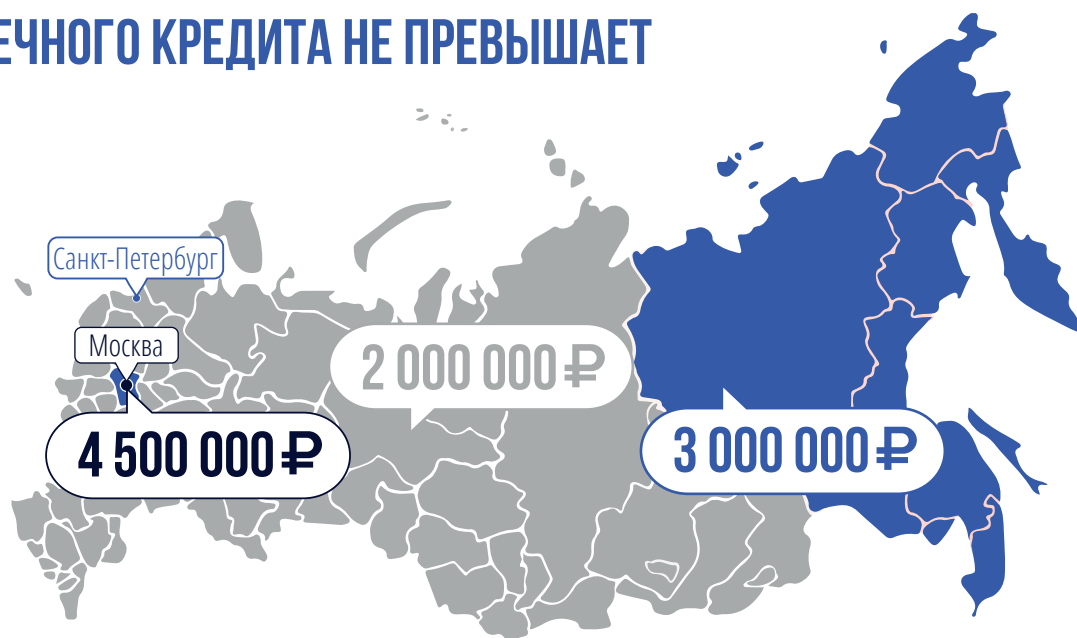 ЕЧНОГО КРЕДИТА НЕ ПРЕВЫШАЕТ
Санкт-Петербург
Москва
2 000 000 ₽
4 500 000 ₽
3 000 000 ₽